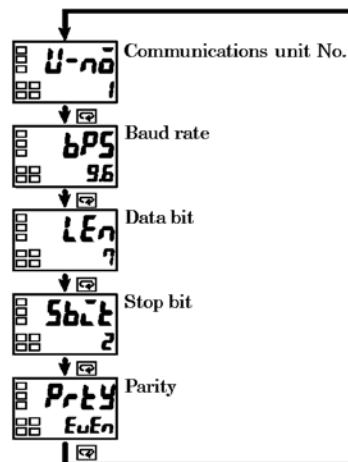 U-no Communications unit No.
1
bPS Baud rate
9.6
LEn Data bit
7
Sbit Stop bit
2
PrtY Parity
EuEn